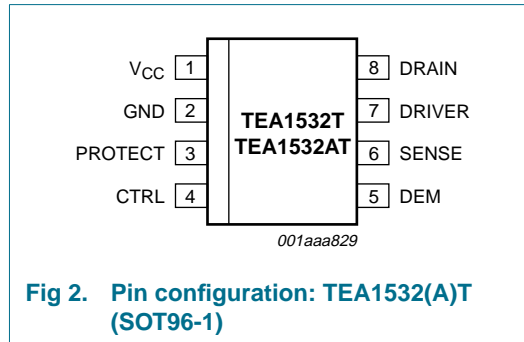 VCC 1
GND 2
PROTECT 3
CTRL 4
TEA1532T
TEA1532AT
8 DRAIN
7 DRIVER
6 SENSE
5 DEM
001aaa829
Fig 2. Pin configuration: TEA1532(A)T
(SOT96-1)